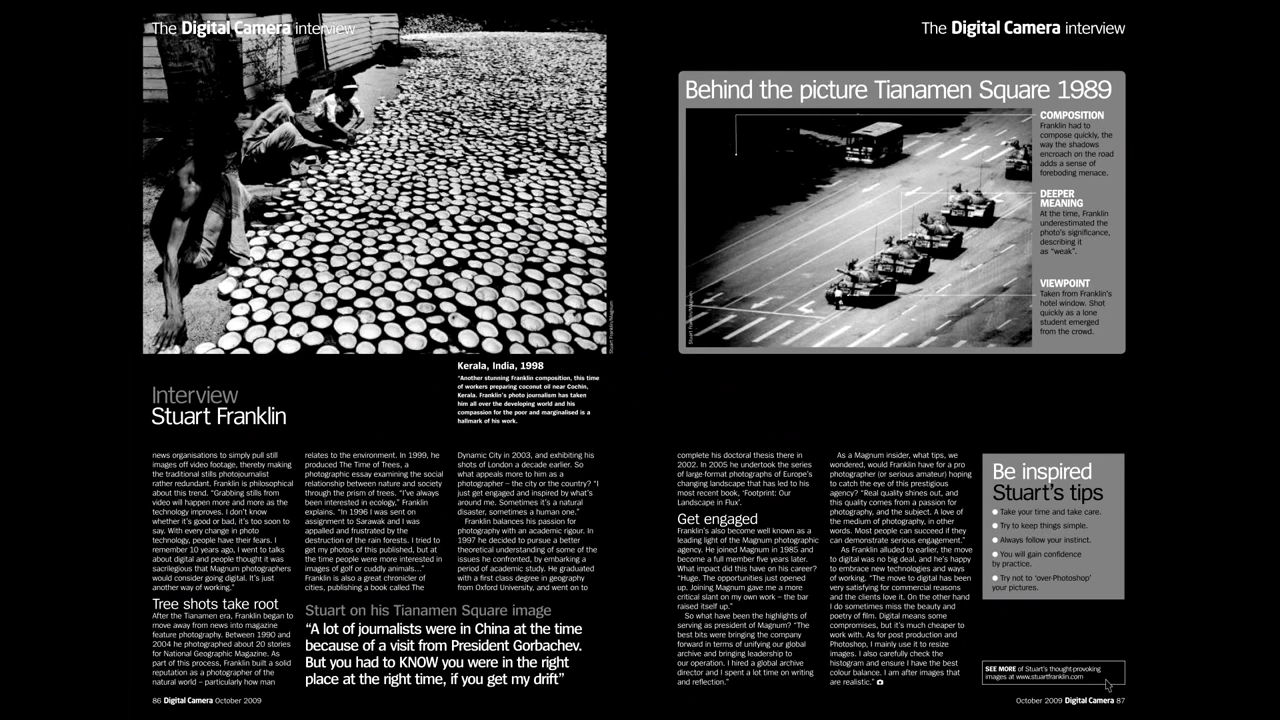 The Digital Camera interview
Stuart Franklin/Magnum
Kerala, India, 1998
“Another stunning Franklin composition, this time
of workers preparing coconut oil near Cochin,
Kerala. Franklin’s photo journalism has taken
him all over the developing world and his
compassion for the poor and marginalised is a
hallmark of his work.
Interview
Stuart Franklin
news organisations to simply pull still
images off video footage, thereby making
the traditional stills photojournalist
rather redundant. Franklin is philosophical
about this trend. “Grabbing stills from
video will happen more and more as the
technology improves. I don’t know
whether it’s good or bad, it’s too soon to
say. With every change in photo
technology, people have their fears. I
remember 10 years ago, I went to talks
about digital and people thought it was
sacrilegious that Magnum photographers
would consider going digital. It’s just
another way of working.”
Tree shots take root
After the Tianamen era, Franklin began to
move away from news into magazine
feature photography. Between 1990 and
2004 he photographed about 20 stories
for National Geographic Magazine. As
part of this process, Franklin built a solid
reputation as a photographer of the
natural world – particularly how man
relates to the environment. In 1999, he
produced The Time of Trees, a
photographic essay examining the social
relationship between nature and society
through the prism of trees. “I’ve always
been interested in ecology,” Franklin
explains. “In 1996 I was sent on
assignment to Sarawak and I was
appalled and frustrated by the
destruction of the rain forests. I tried to
get my photos of this published, but at
the time people were more interested in
images of golf or cuddly animals…”
Franklin is also a great chronicler of
cities, publishing a book called The
Dynamic City in 2003, and exhibiting his
shots of London a decade earlier. So
what appeals more to him as a
photographer – the city or the country? “I
just get engaged and inspired by what’s
around me. Sometimes it’s a natural
disaster, sometimes a human one.”
Franklin balances his passion for
photography with an academic rigour. In
1997 he decided to pursue a better
theoretical understanding of some of the
issues he confronted, by embarking a
period of academic study. He graduated
with a first class degree in geography
from Oxford University, and went on to
Stuart on his Tianamen Square image
“A lot of journalists were in China at the time
because of a visit from President Gorbachev.
But you had to KNOW you were in the right
place at the right time, if you get my drift”
86 Digital Camera October 2009
The Digital Camera interview
Behind the picture Tianamen Square 1989
Stuart Franklin/Magnum
COMPOSITION
Franklin had to
compose quickly, the
way the shadows
encroach on the road
adds a sense of
foreboding menace.
DEEPER
MEANING
At the time, Franklin
underestimated the
photo’s significance,
describing it
as “weak”.
VIEWPOINT
Taken from Franklin’s
hotel window. Shot
quickly as a lone
student emerged
from the crowd.
complete his doctoral thesis there in
2002. In 2005 he undertook the series
of large-format photographs of Europe’s
changing landscape that has led to his
most recent book, ‘Footprint: Our
Landscape in Flux’.
Get engaged
Franklin’s also become well known as a
leading light of the Magnum photographic
agency. He joined Magnum in 1985 and
become a full member five years later.
What impact did this have on his career?
“Huge. The opportunities just opened
up. Joining Magnum gave me a more
critical slant on my own work – the bar
raised itself up.”
So what have been the highlights of
serving as president of Magnum? “The
best bits were bringing the company
forward in terms of unifying our global
archive and bringing leadership to
our operation. I hired a global archive
director and I spent a lot time on writing
and reflection.”
As a Magnum insider, what tips, we
wondered, would Franklin have for a pro
photographer (or serious amateur) hoping
to catch the eye of this prestigious
agency? “Real quality shines out, and
this quality comes from a passion for
photography, and the subject. A love of
the medium of photography, in other
words. Most people can succeed if they
can demonstrate serious engagement.”
As Franklin alluded to earlier, the move
to digital was no big deal, and he’s happy
to embrace new technologies and ways
of working. “The move to digital has been
very satisfying for commercial reasons
and the clients love it. On the other hand
I do sometimes miss the beauty and
poetry of film. Digital means some
compromises, but it’s much cheaper to
work with. As for post production and
Photoshop, I mainly use it to resize
images. I also carefully check the
histogram and ensure I have the best
colour balance. I am after images that
are realistic.”
Be inspired
Stuart’s tips
Take your time and take care.
Try to keep things simple.
Always follow your instinct.
You will gain confidence
by practice.
Try not to ‘over-Photoshop’
your pictures.
SEE MORE of Stuart’s thought-provoking
images at www.stuartfranklin.com
October 2009 Digital Camera 87